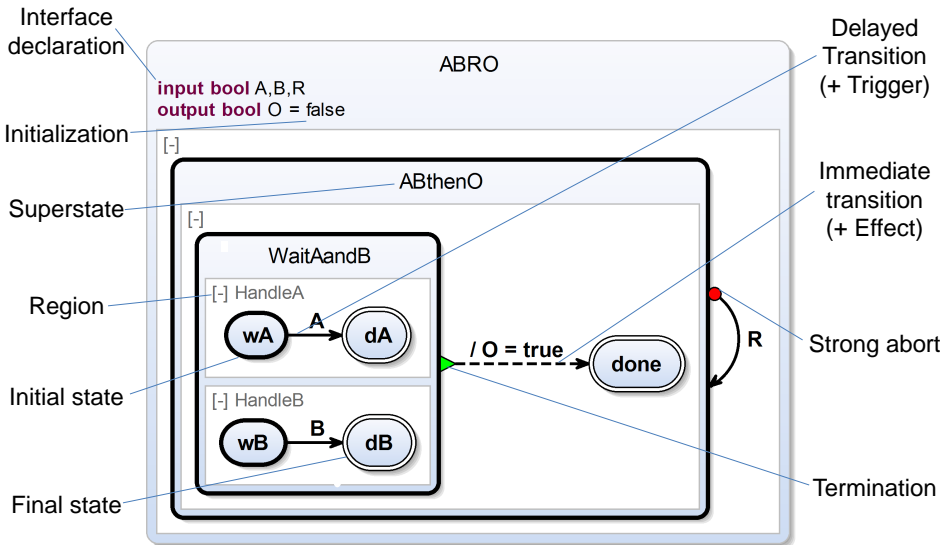 Interface
declaration
Delayed
Transition
(+ Trigger)
ABRO
input bool A,B,R
output bool O = false
Initialization
[-]
ABthenO
Immediate
transition
(+ Effect)
Superstate
[-]
WaitAandB
Region
[-] HandleA
wA
A
dA
/ O = true
done
R
Strong abort
Initial state
[-] HandleB
wB
B
dB
Termination
Final state